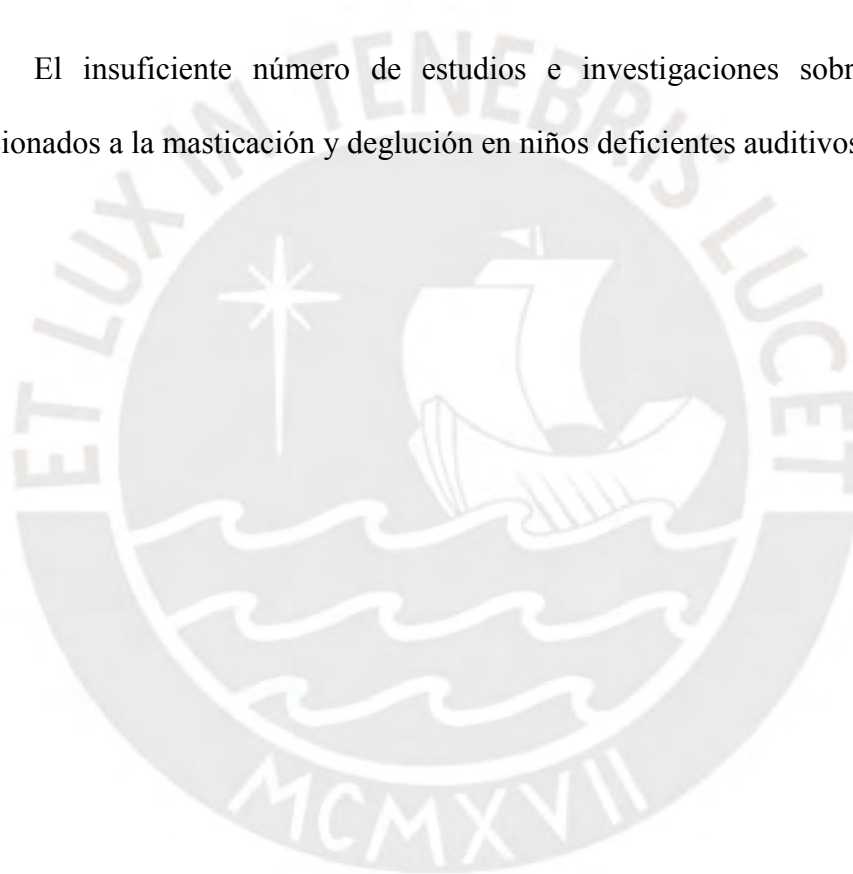 El insuficiente número de estudios e investigaciones sobr
ionados a la masticación y deglución en niños deficientes auditivos
ET LUX IN TENEBRIS LUCET
MCMXVII